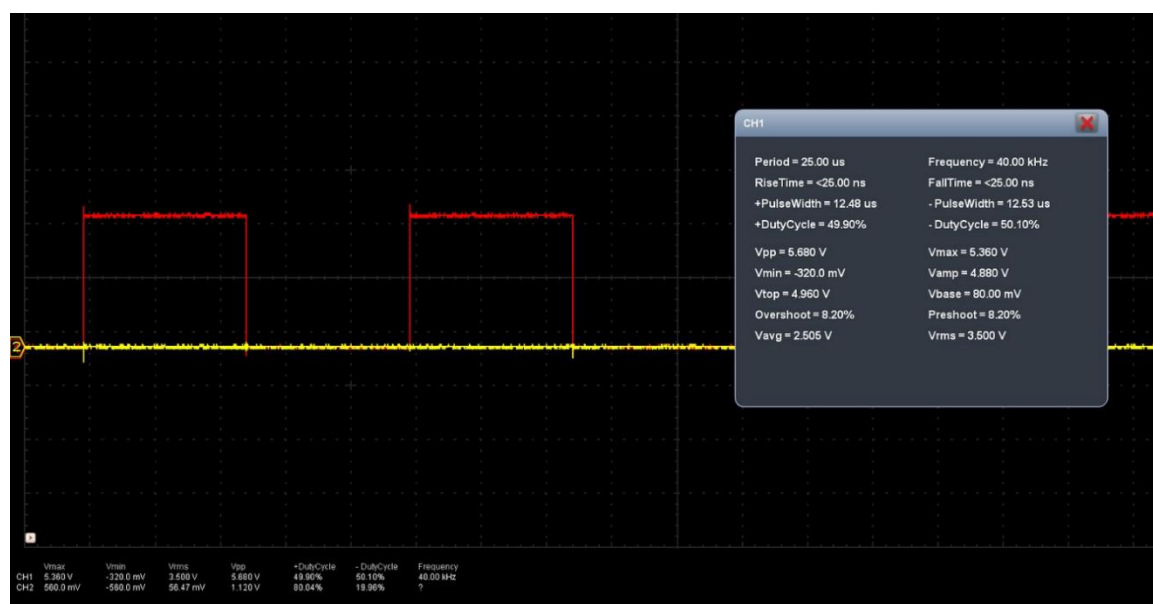 CH1
Period = 25.00 us Frequency = 40.00 kHz
RiseTime = <25.00 ns FallTime = <25.00 ns
+PulseWidth = 12.48 us - PulseWidth = 12.53 us
+DutyCycle = 49.90% - DutyCycle = 50.10%
Vpp = 5.680 V Vmax = 5.360 V
Vmin = -320.0 mV Vamp = 4.880 V
Vtop = 4.960 V Vbase = 80.00 mV
Overshoot = 8.20% Preshoot = 8.20%
Vavg = 2.505 V Vrms = 3.500 V
2
Vmax Vmin Vrms Vpp +DutyCycle - DutyCycle Frequency
CH1 5.360 V -320.0 mV 3.500 V 5.680 V 49.90% 50.10% 40.00 kHz
CH2 560.0 mV -560.0 mV 56.47 mV 1.120 V 80.04% 19.96% ?